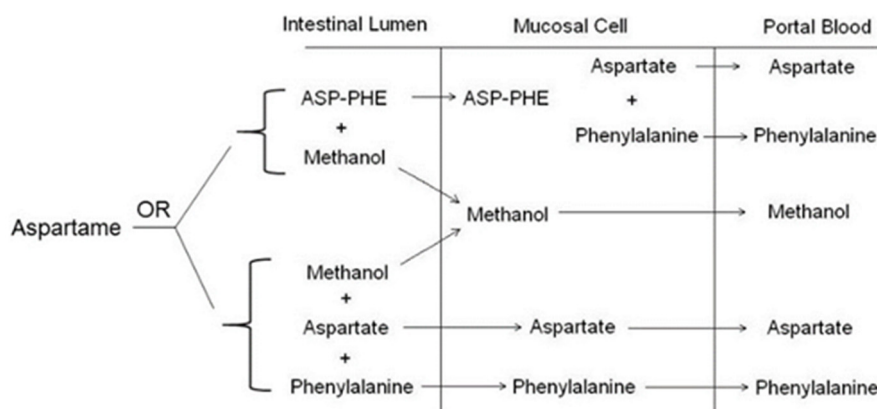 Intestinal Lumen Mucosal Cell Portal Blood
Aspartate Aspartate
ASP-PHE ASP-PHE + 
+ Phenylalanine Phenylalanine
Methanol
Methanol Methanol
Aspartame OR
Methanol
+
Aspartate Aspartate Aspartate
+
Phenylalanine Phenylalanine Phenylalanine